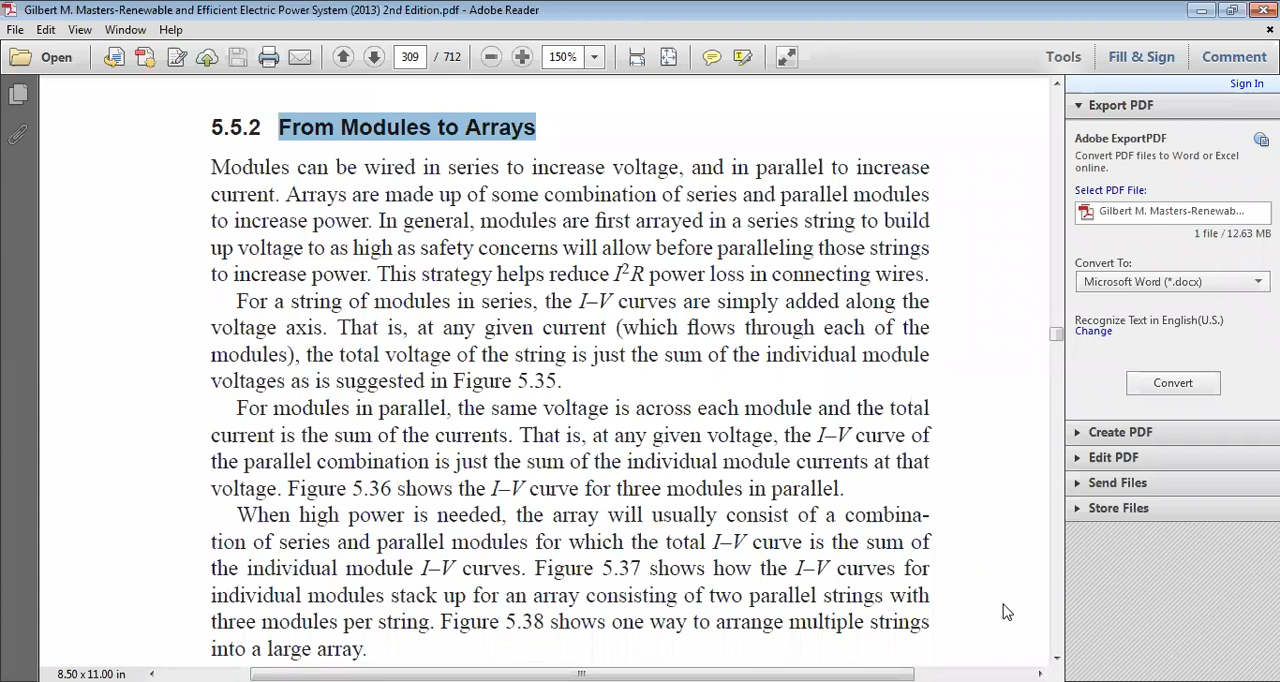 Gilbert M. Masters-Renewable and Efficient Electric Power System (2013) 2nd Edition.pdf - Adobe Reader
File Edit View Window Help
Open 309 / 712 150% Tools Fill & Sign Comment
Sign In
5.5.2 From Modules to Arrays
Modules can be wired in series to increase voltage, and in parallel to increase
current. Arrays are made up of some combination of series and parallel modules
to increase power. In general, modules are first arrayed in a series string to build
up voltage to as high as safety concerns will allow before paralleling those strings
to increase power. This strategy helps reduce I²R power loss in connecting wires.
For a string of modules in series, the I–V curves are simply added along the
voltage axis. That is, at any given current (which flows through each of the
modules), the total voltage of the string is just the sum of the individual module
voltages as is suggested in Figure 5.35.
For modules in parallel, the same voltage is across each module and the total
current is the sum of the currents. That is, at any given voltage, the I–V curve of
the parallel combination is just the sum of the individual module currents at that
voltage. Figure 5.36 shows the I–V curve for three modules in parallel.
When high power is needed, the array will usually consist of a combina-
tion of series and parallel modules for which the total I–V curve is the sum of
the individual module I–V curves. Figure 5.37 shows how the I–V curves for
individual modules stack up for an array consisting of two parallel strings with
three modules per string. Figure 5.38 shows one way to arrange multiple strings
into a large array.
8.50 x 11.00 in
Export PDF
Adobe ExportPDF
Convert PDF files to Word or Excel
online.
Select PDF File:
Gilbert M. Masters-Renewab...
1 file / 12.63 MB
Convert To:
Microsoft Word (*.docx)
Recognize Text in English(U.S.)
Change
Convert
Create PDF
Edit PDF
Send Files
Store Files